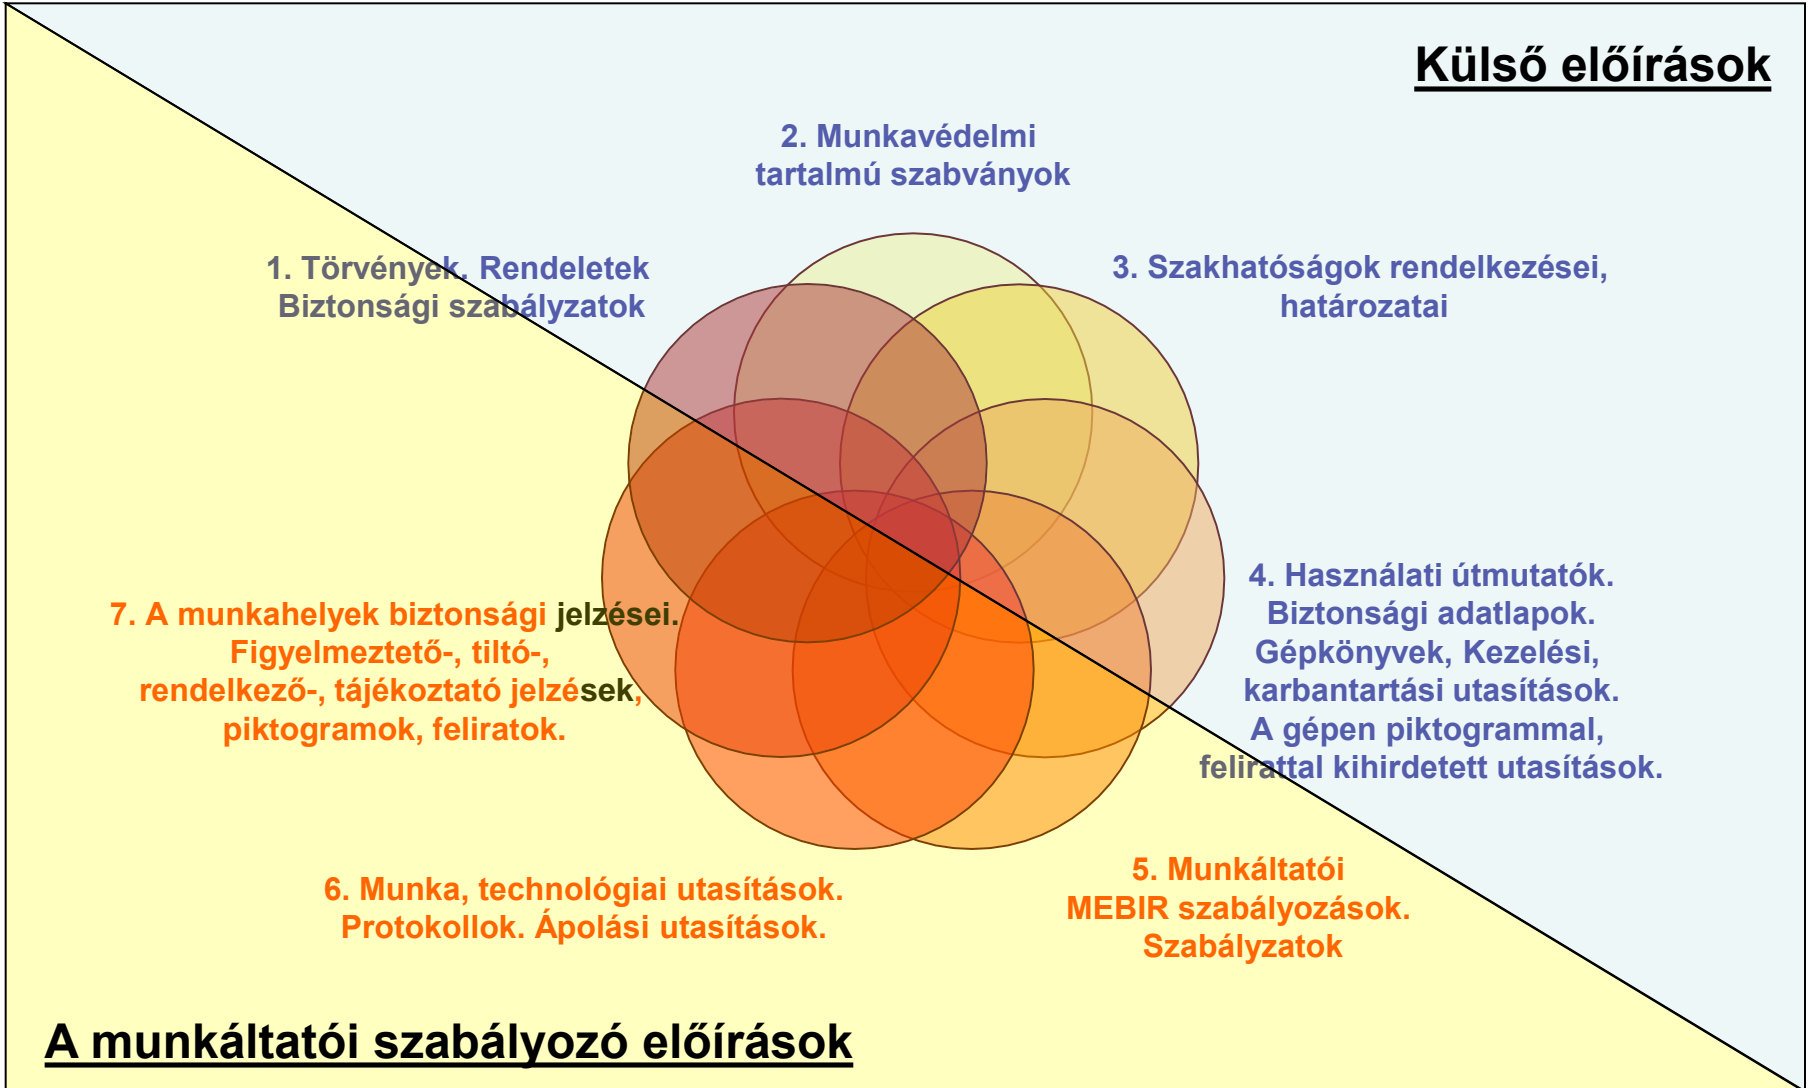 Külső előírások
2. Munkavédelmi
tartalmú szabványok
1. Törvények. Rendeletek
Biztonsági szabályzatok
3. Szakhatóságok rendelkezései,
határozatai
4. Használati útmutatók.
Biztonsági adatlapok.
Gépkönyvek, Kezelési,
karbantartási utasítások.
A gépen piktogrammal,
felirattal kihirdetett utasítások.
7. A munkahelyek biztonsági jelzései.
Figyelmeztető-, tiltó-,
rendelkező-, tájékoztató jelzések,
piktogramok, feliratok.
6. Munka, technológiai utasítások.
Protokollok. Ápolási utasítások.
5. Munkáltatói
MEBIR szabályozások.
Szabályzatok
A munkáltatói szabályozó előírások